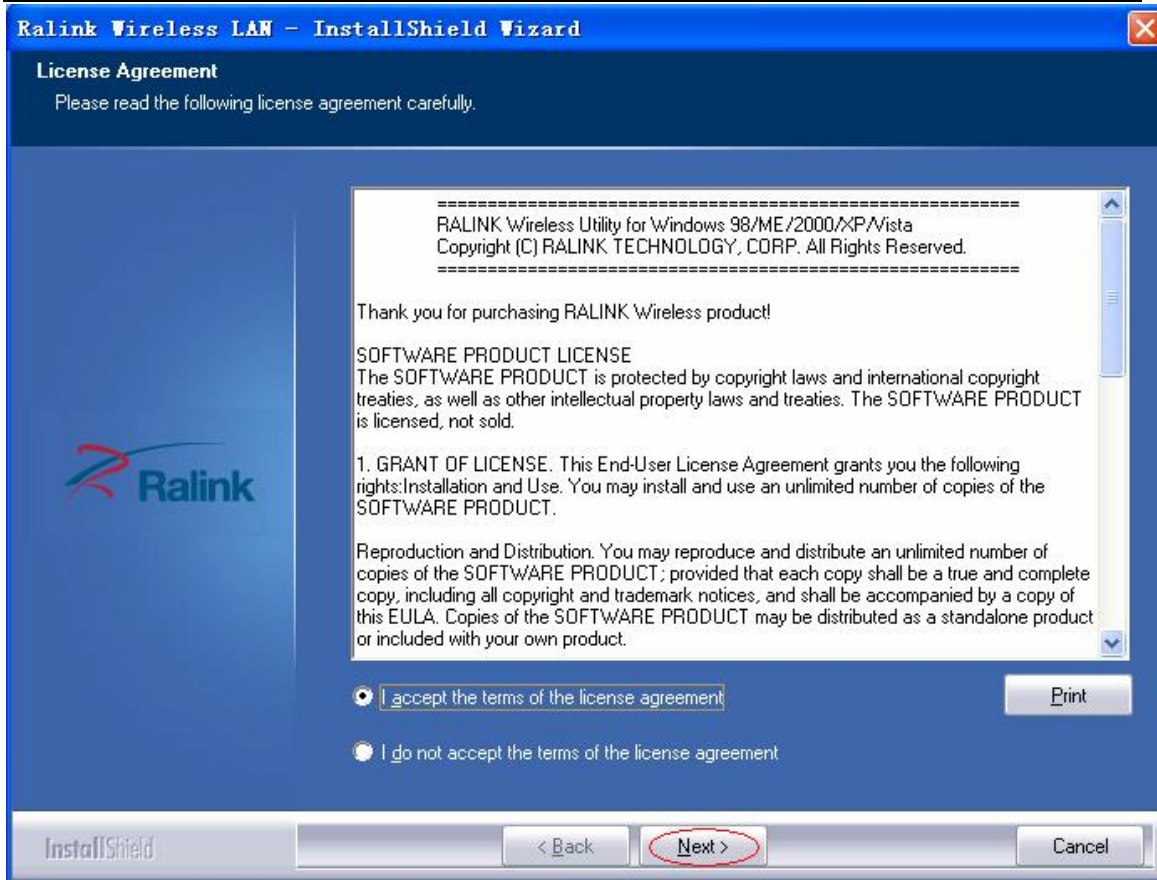 Ralink Wireless LAN - InstallShield Wizard
License Agreement
Please read the following license agreement carefully.
============================================================
RALINK Wireless Utility for Windows 98/ME/2000/XP/Vista
Copyright (C) RALINK TECHNOLOGY, CORP. All Rights Reserved.
============================================================
Thank you for purchasing RALINK Wireless product!
SOFTWARE PRODUCT LICENSE
The SOFTWARE PRODUCT is protected by copyright laws and international copyright
treaties, as well as other intellectual property laws and treaties. The SOFTWARE PRODUCT
is licensed, not sold.
1. GRANT OF LICENSE. This End-User License Agreement grants you the following
rights:Installation and Use. You may install and use an unlimited number of copies of the
SOFTWARE PRODUCT.
Reproduction and Distribution. You may reproduce and distribute an unlimited number of
copies of the SOFTWARE PRODUCT; provided that each copy shall be a true and complete
copy, including all copyright and trademark notices, and shall be accompanied by a copy of
this EULA. Copies of the SOFTWARE PRODUCT may be distributed as a standalone product
or included with your own product.
Ralink
I accept the terms of the license agreement
Print
I do not accept the terms of the license agreement
InstallShield
< Back
Next >
Cancel